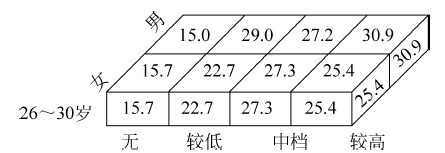 男 15.0 29.0 27.2 30.9 30.9
女 15.7 22.7 27.3 25.4 25.4
26～30岁 15.7 22.7 27.3 25.4
无 较低 中档 较高